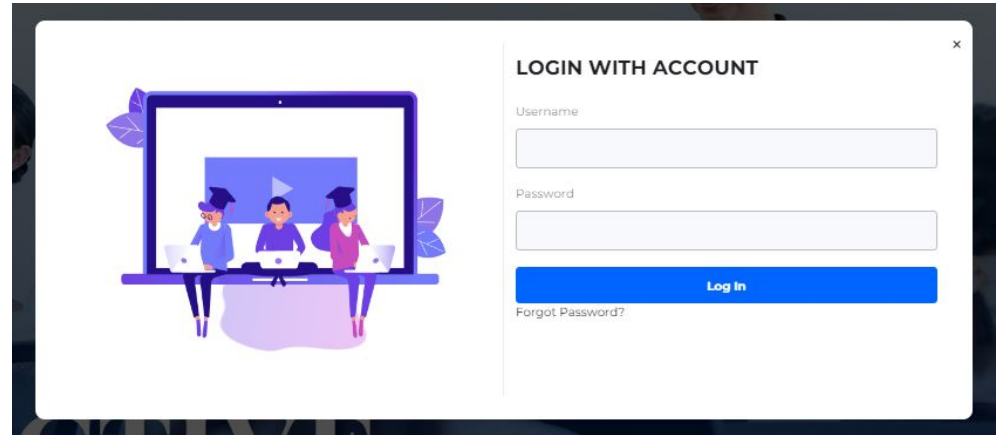 ×
LOGIN WITH ACCOUNT
Username
Password
Log In
Forgot Password?